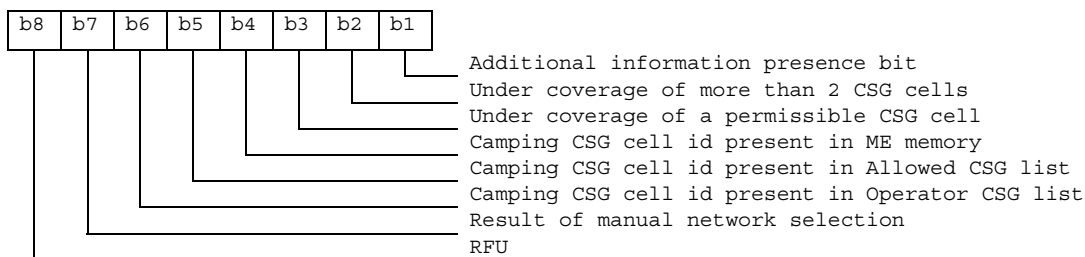 b8 b7 b6 b5 b4 b3 b2 b1
Additional information presence bit
Under coverage of more than 2 CSG cells
Under coverage of a permissible CSG cell
Camping CSG cell id present in ME memory
Camping CSG cell id present in Allowed CSG list
Camping CSG cell id present in Operator CSG list
Result of manual network selection
RFU